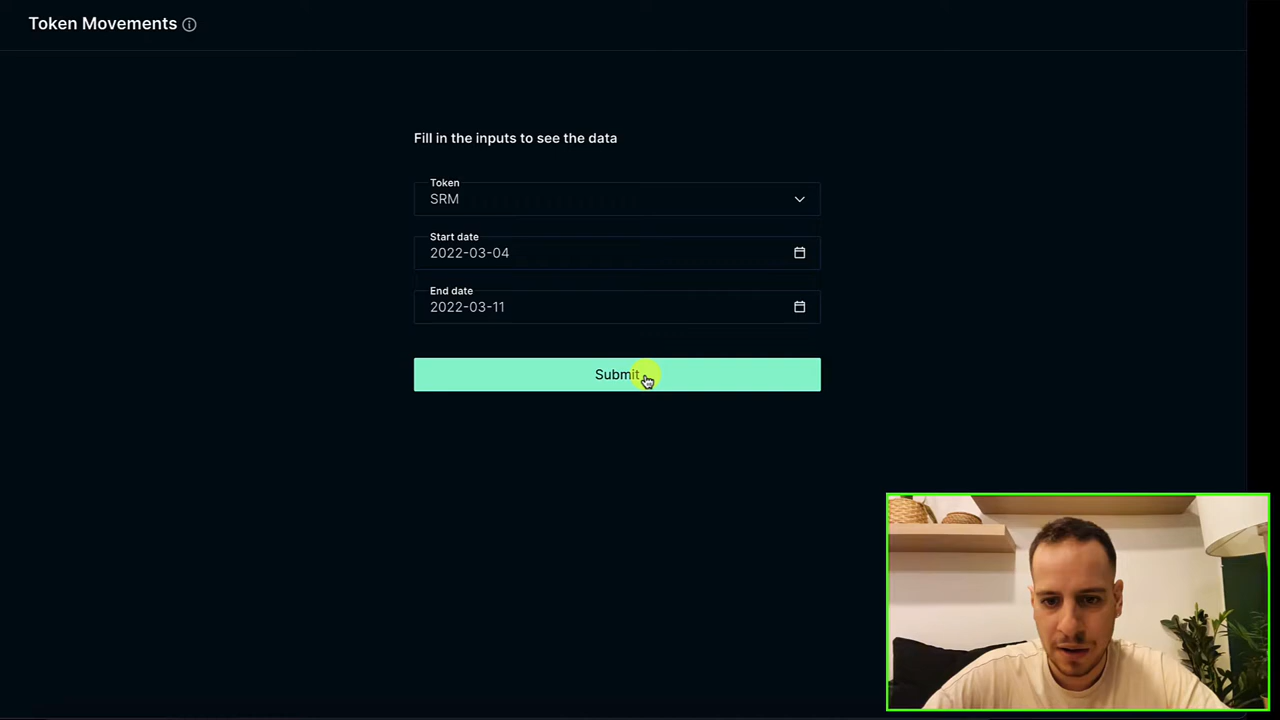 Token Movements
Fill in the inputs to see the data
Token
SRM
Start date
2022-03-04
End date
2022-03-11
Submit